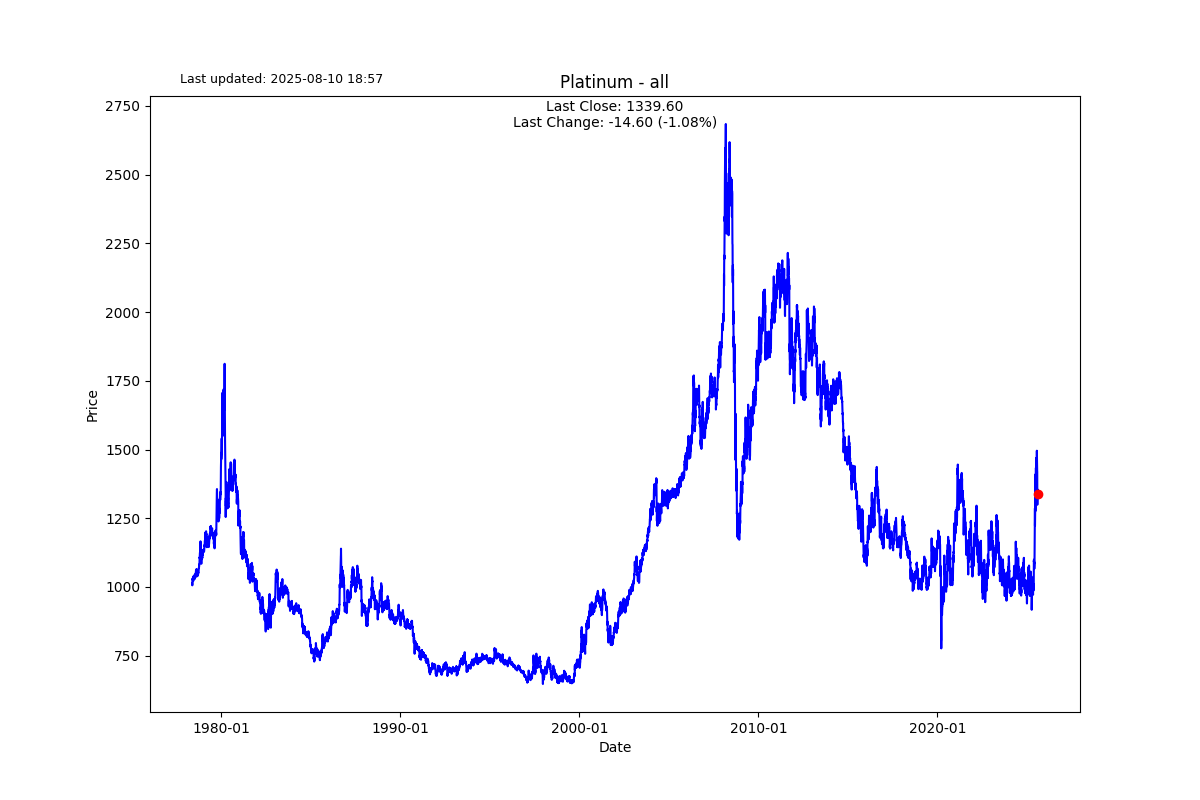 Last updated: 2025-08-10 18:57
Platinum - all
Last Close: 1339.60
Last Change: -14.60 (-1.08%)
2750
2500
2250
2000
1750
1500
1250
1000
750
Price
1980-01 1990-01 2000-01 2010-01 2020-01
Date